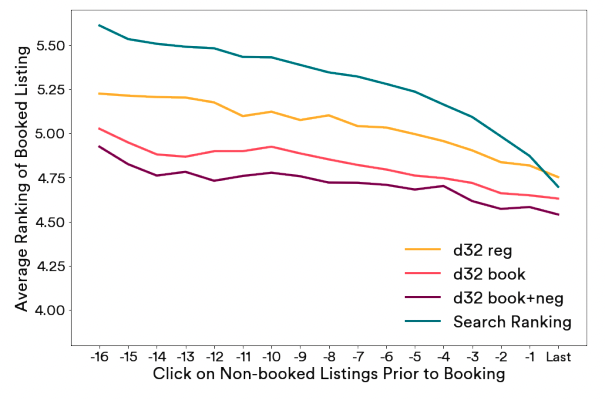 Average Ranking of Booked Listing
5.50
5.25
5.00
4.75
4.50
4.25
4.00
d32 reg
d32 book
d32 book+neg
Search Ranking
-16 -15 -14 -13 -12 -11 -10 -9 -8 -7 -6 -5 -4 -3 -2 -1 Last
Click on Non-booked Listings Prior to Booking